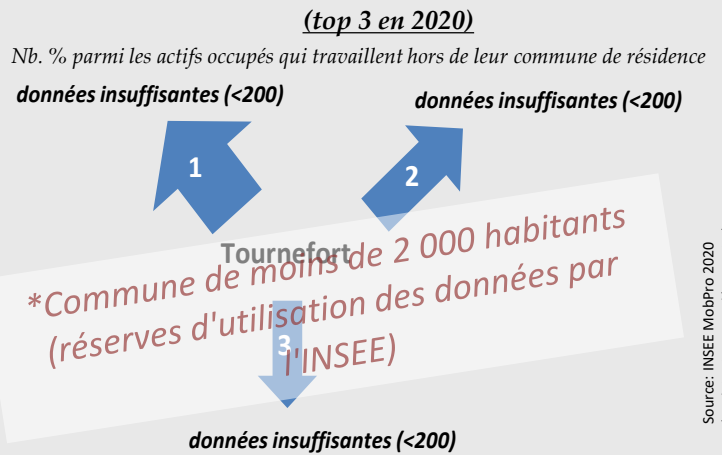 (top 3 en 2020)
Nb. % parmi les actifs occupés qui travaillent hors de leur commune de résidence
données insuffisantes (<200)
données insuffisantes (<200)
1
2
Tournefort
*Commune de moins de 2 000 habitants
(réserves d'utilisation des données par
l'INSEE)
3
données insuffisantes (<200)
Source: INSEE MobPro 2020